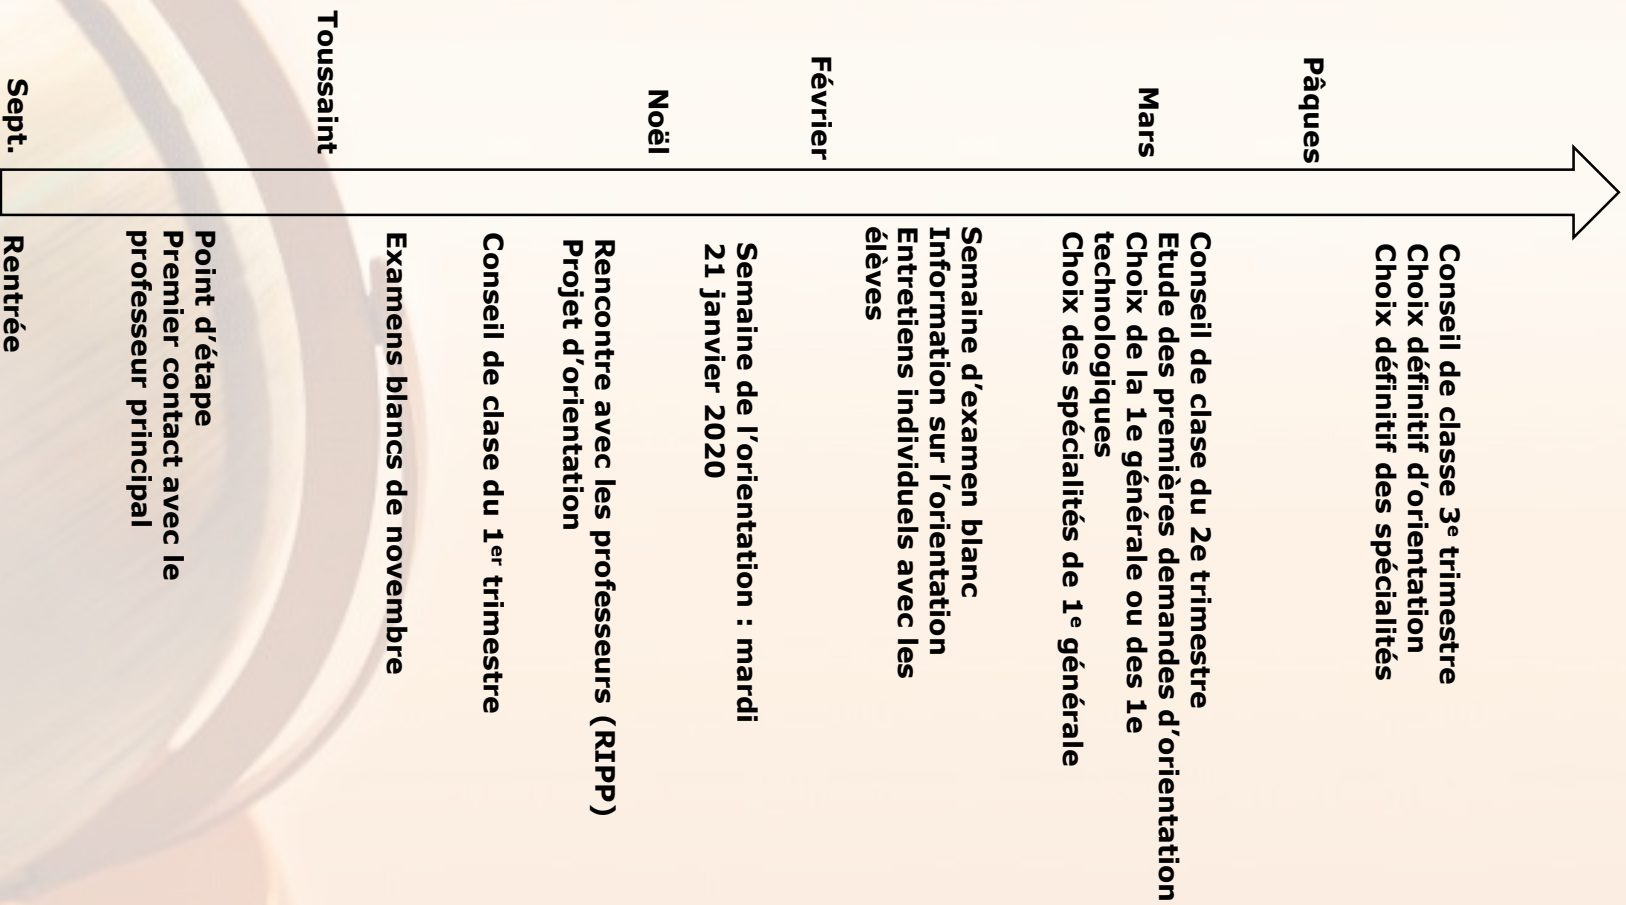 Sept.
Toussaint
Noël
Février
Mars
Pâques
Rentrée
Point d’étape
Premier contact avec le
professeur principal
Examens blancs de novembre
Conseil de clase du 1er trimestre
Rencontre avec les professeurs (RIPP)
Projet d’orientation
Semaine de l’orientation : mardi
21 janvier 2020
Semaine d’examen blanc
Information sur l’orientation
Entretiens individuels avec les
élèves
Conseil de clase du 2e trimestre
Etude des premières demandes d’orientation
Choix de la 1e générale ou des 1e
technologiques
Choix des spécialités de 1e générale
Conseil de classe 3e trimestre
Choix définitif d’orientation
Choix définitif des spécialités